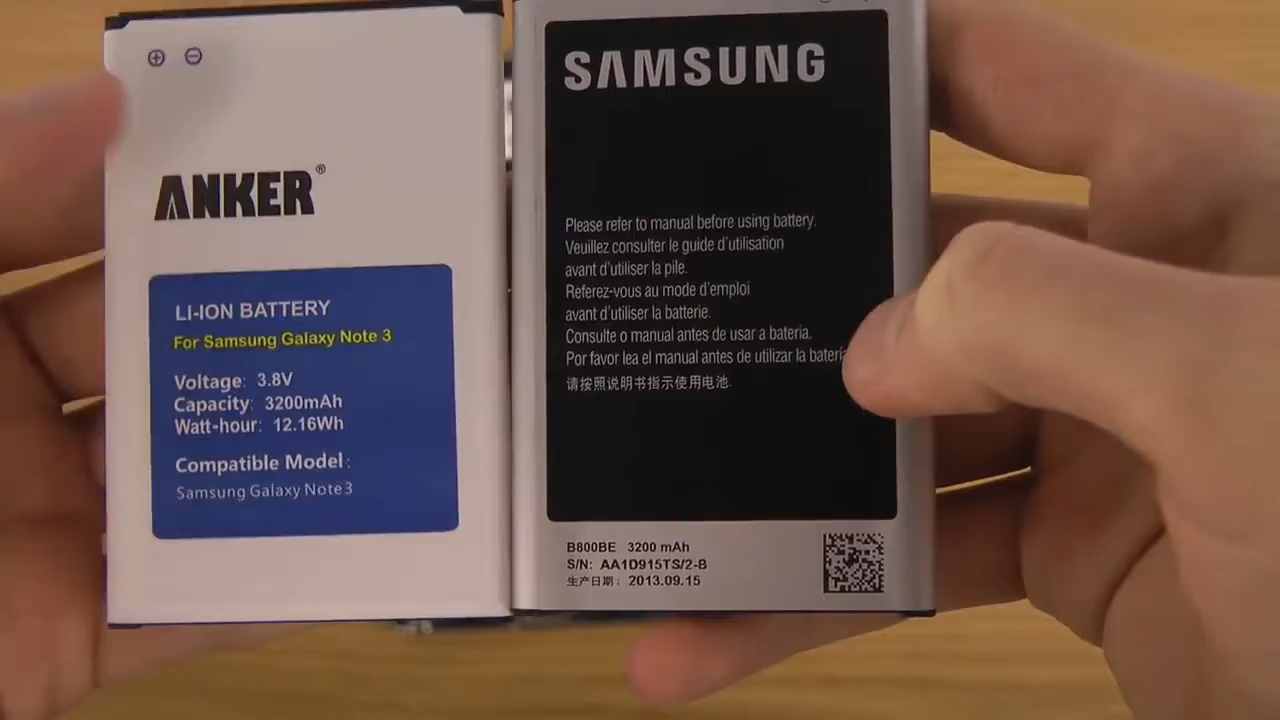 ANKER®
LI-ION BATTERY
For Samsung Galaxy Note 3
Voltage: 3.8V
Capacity: 3200mAh
Watt-hour: 12.16Wh
Compatible Model:
Samsung Galaxy Note3
SAMSUNG
Please refer to manual before using battery.
Veuillez consulter le guide d'utilisation
avant d'utiliser la pile.
Referez-vous au mode d'emploi
avant d'utiliser la batterie.
Consulte o manual antes de usar a bateria.
Por favor lea el manual antes de utilizar la batería
请按照说明书指示使用电池.
B800BE 3200 mAh
S/N: AA1D915TS/2-B
生产日期: 2013.09.15